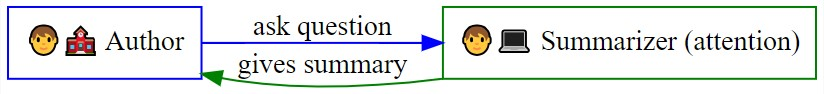 🧑🏫 Author
ask question
gives summary
🧑💻 Summarizer (attention)